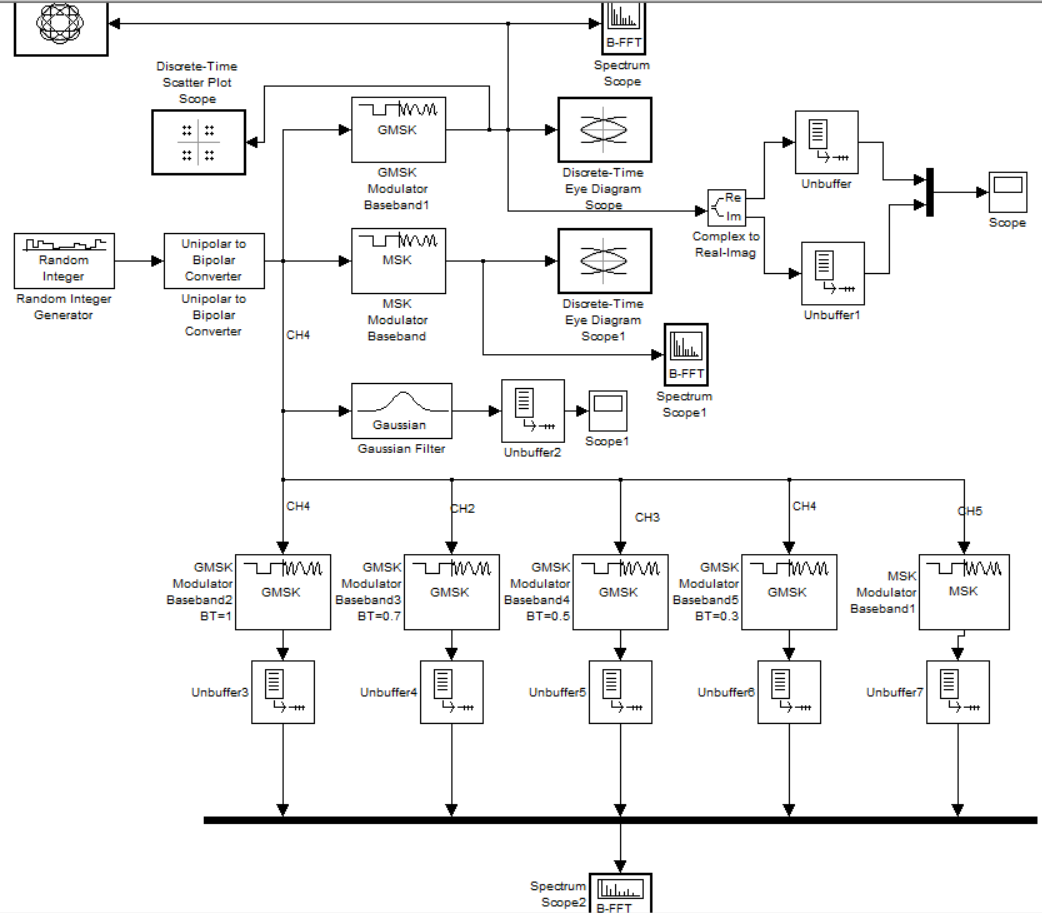 B-FFT
Spectrum
Scope
Discrete-Time
Scatter Plot
Scope
GMSK
GMSK
Modulator
Baseband1
Discrete-Time
Eye Diagram
Scope
Unbuffer
Re
Im
Complex to
Real-Imag
Scope
Unbuffer1
Random
Integer
Random Integer
Generator
Unipolar to
Bipolar
Converter
Unipolar to
Bipolar
Converter
MSK
MSK
Modulator
Baseband
Discrete-Time
Eye Diagram
Scope1
CH4
B-FFT
Spectrum
Scope1
Gaussian
Gaussian Filter
Unbuffer2
Scope1
CH4
CH2
CH3
CH4
CH5
GMSK
Modulator
Baseband2
BT=1
GMSK
GMSK
Modulator
Baseband3
BT=0.7
GMSK
GMSK
Modulator
Baseband4
BT=0.5
GMSK
GMSK
Modulator
Baseband5
BT=0.3
GMSK
MSK
Modulator
Baseband1
MSK
Unbuffer3
Unbuffer4
Unbuffer5
Unbuffer6
Unbuffer7
Spectrum
Scope2
B-FFT